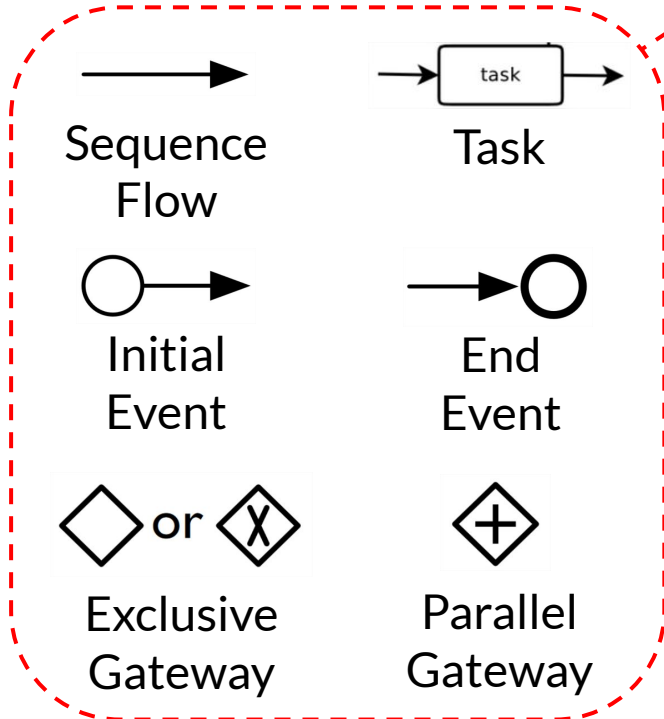 task
Sequence
Flow
Task
Initial
Event
End
Event
or X
Exclusive
Gateway
Parallel
Gateway